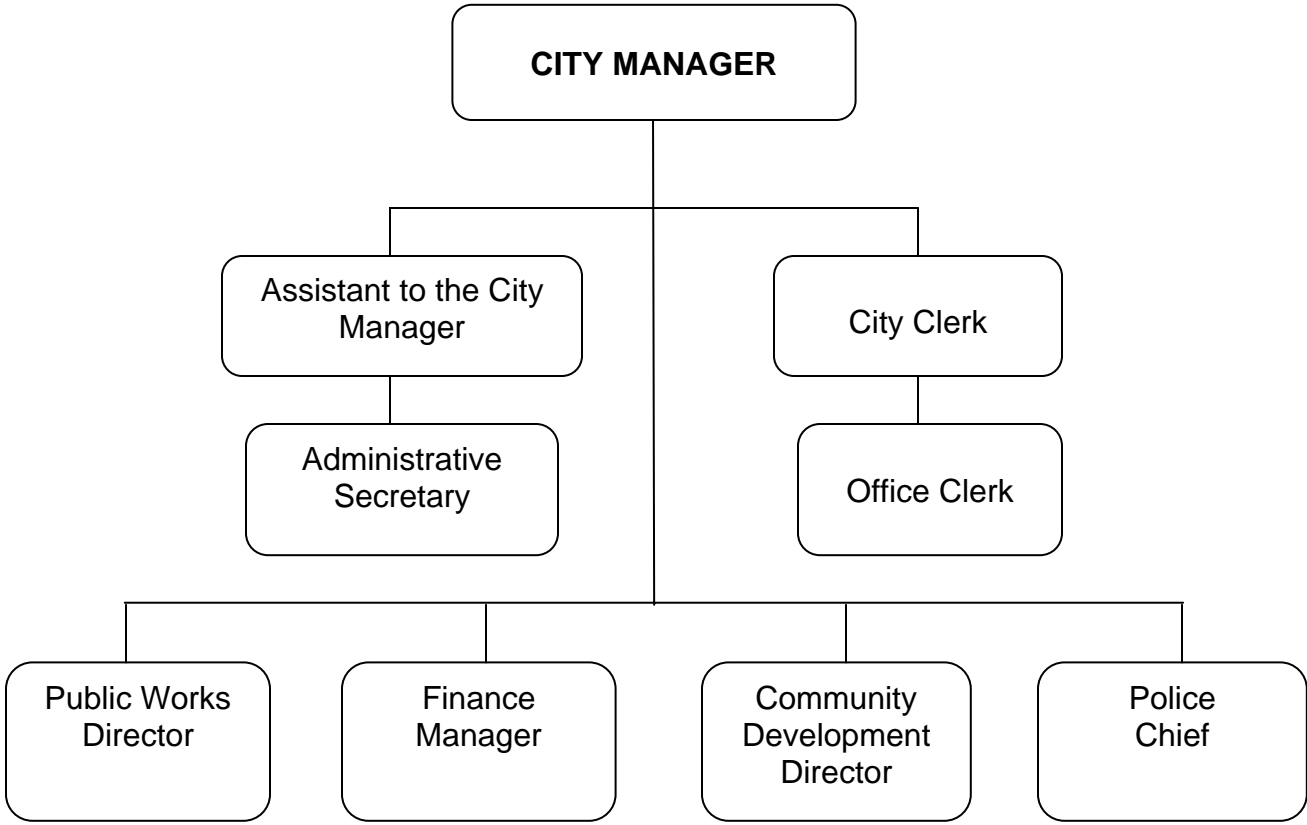 CITY MANAGER
Assistant to the City
Manager
City Clerk
Administrative
Secretary
Office Clerk
Public Works
Director
Finance
Manager
Community
Development
Director
Police
Chief